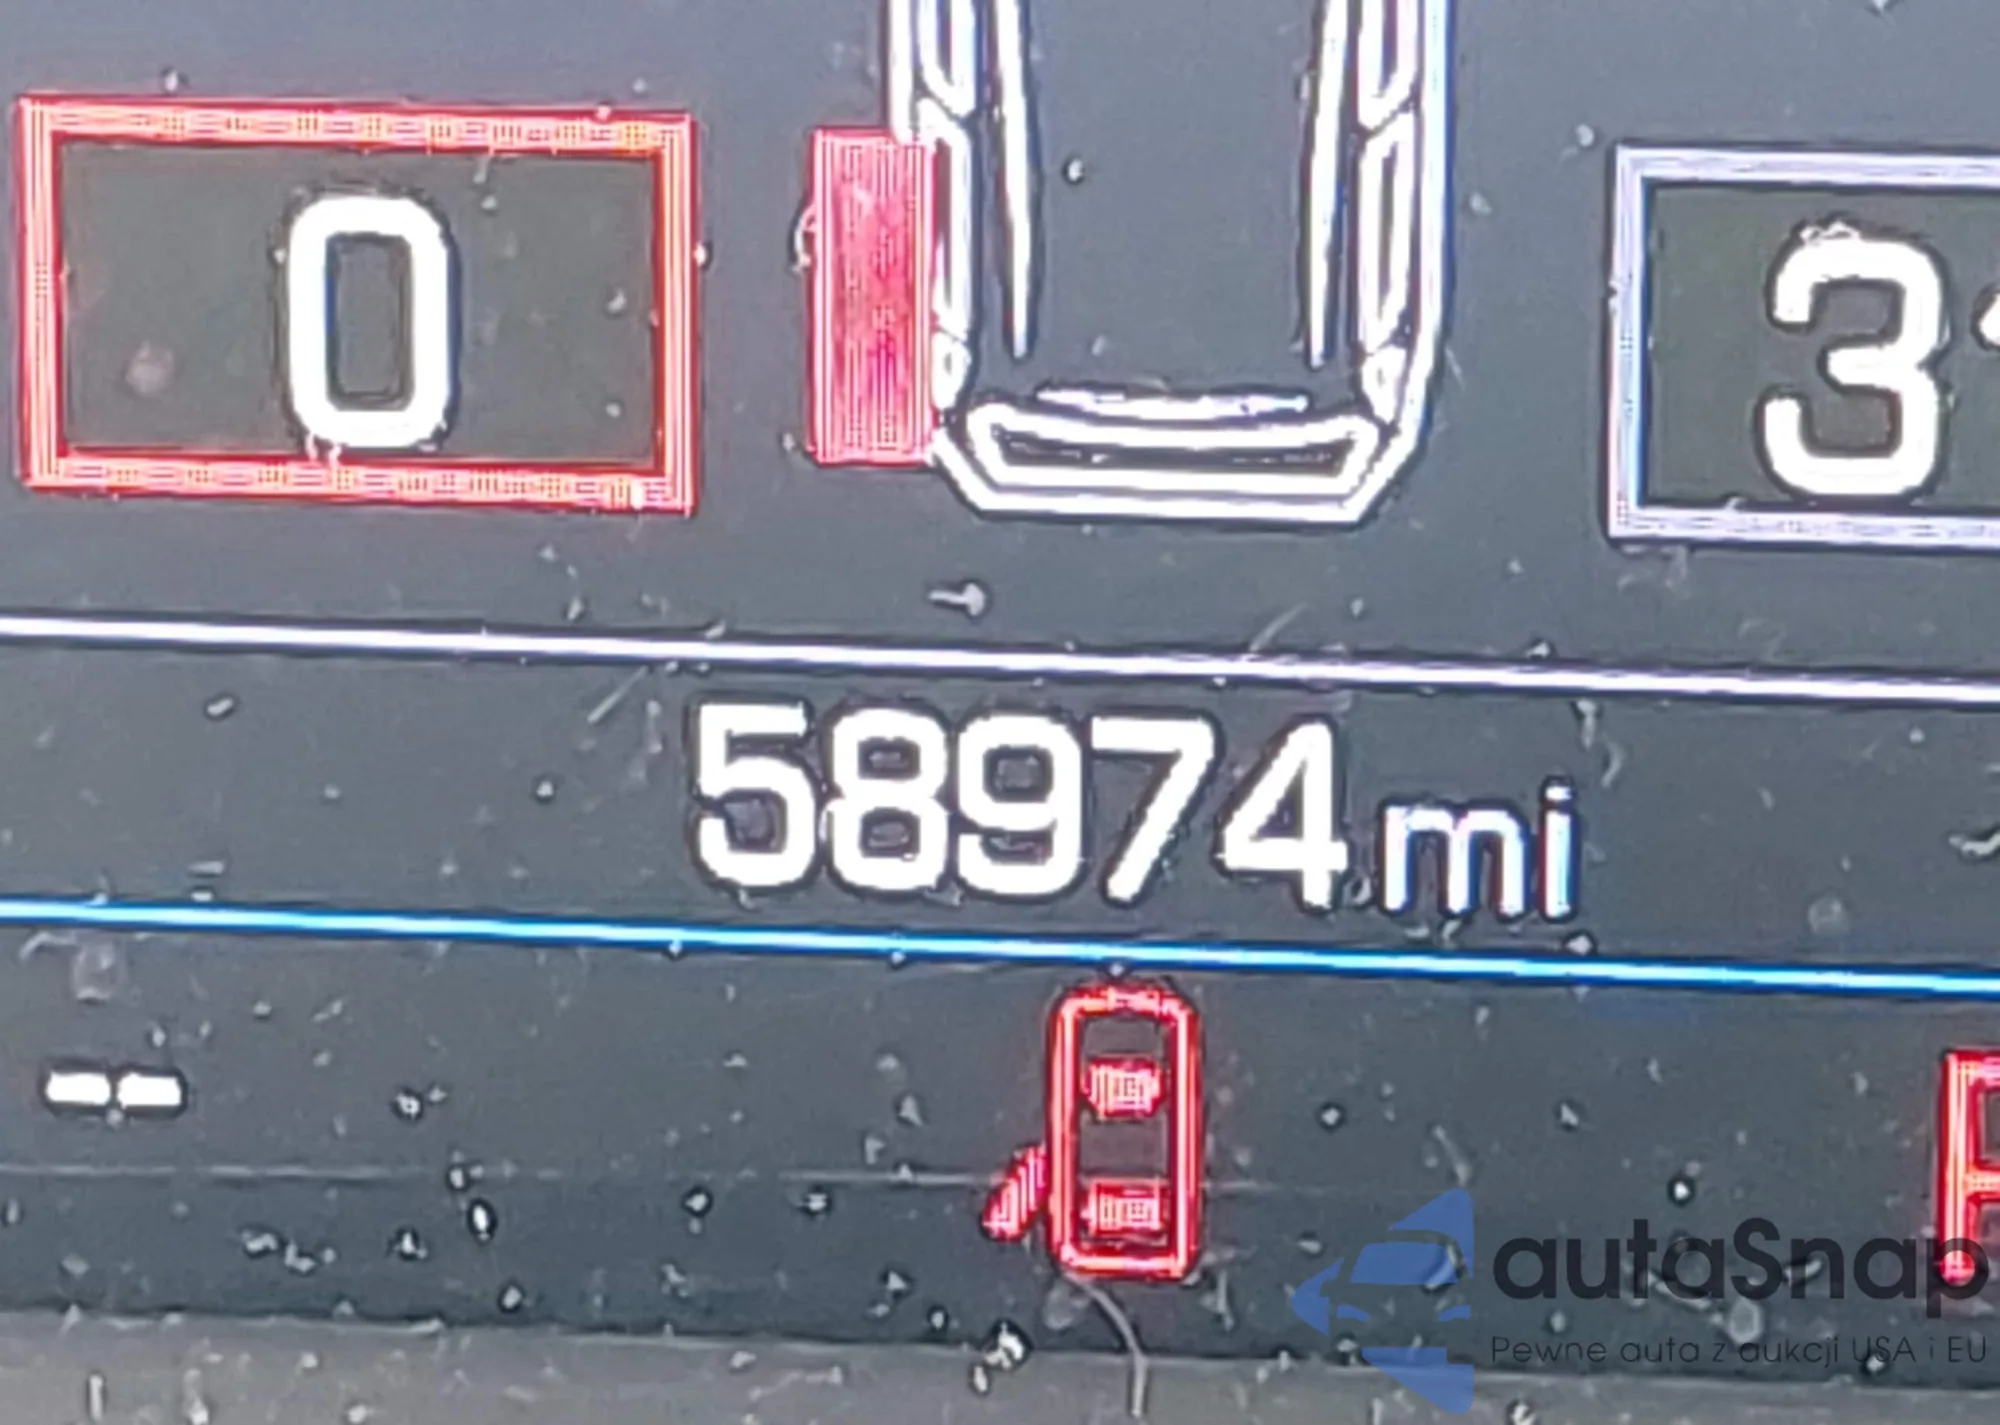 0
3
58974 mi
--
autaSnap
Pewne auta z aukcji USA i EU